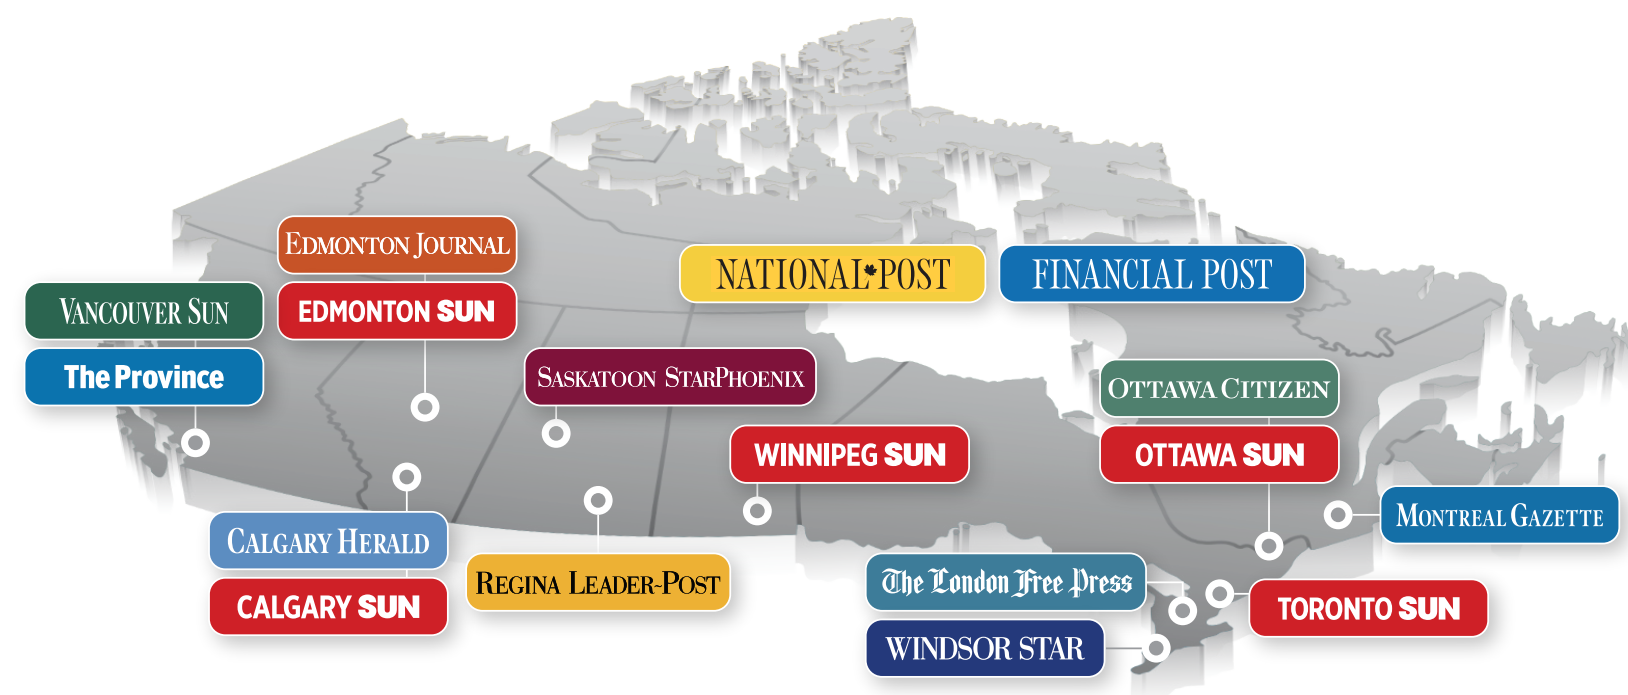 EDMONTON JOURNAL
NATIONAL POST
FINANCIAL POST
VANCOUVER SUN
EDMONTON SUN
The Province
SASKATOON STARPHOENIX
OTTAWA CITIZEN
WINNIPEG SUN
OTTAWA SUN
MONTREAL GAZETTE
CALGARY HERALD
REGINA LEADER-POST
The London Free Press
CALGARY SUN
TORONTO SUN
WINDSOR STAR